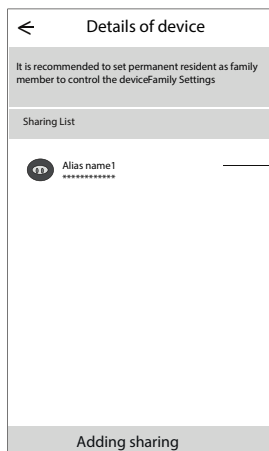 Details of device
It is recommended to set permanent resident as family
member to control the deviceFamily Settings
Sharing List
Alias name1
************
Adding sharing